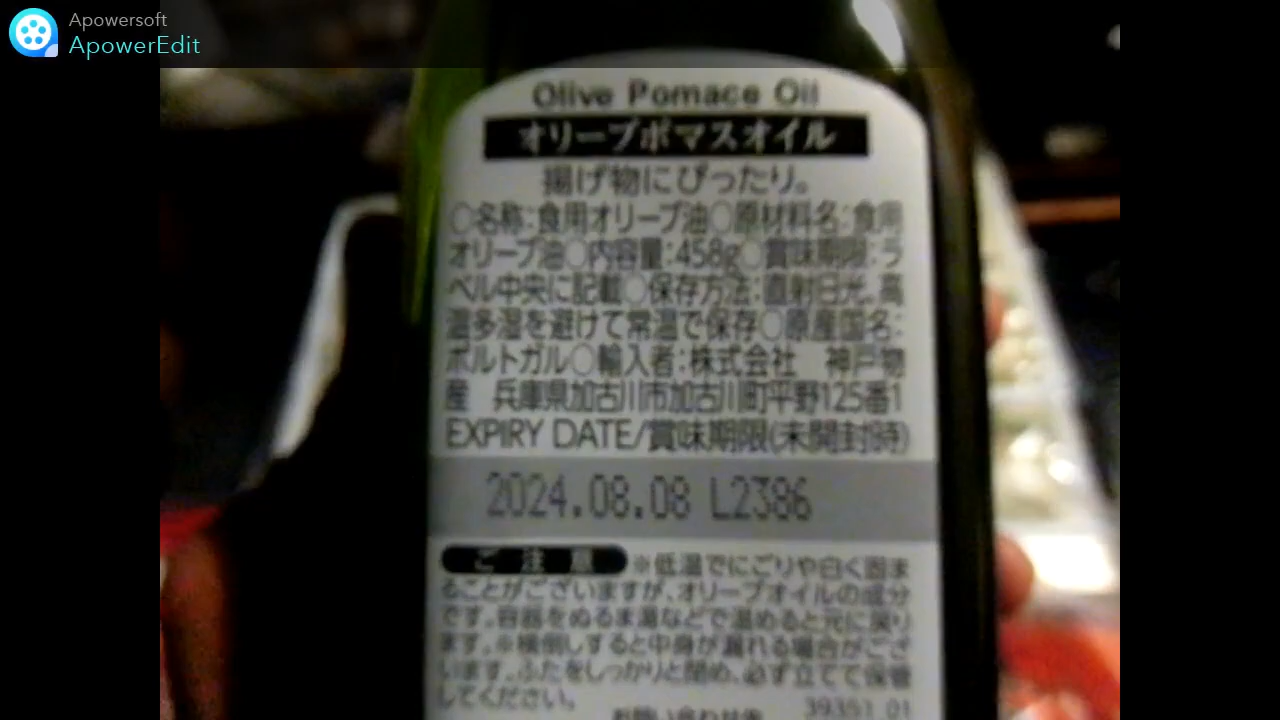 Apowersoft
ApowerEdit
Olive Pomace Oil
オリーブポマスオイル
揚げ物にぴったり。
○名称:食用オリーブ油○原材料名:食用
オリーブ油○内容量:458g○賞味期限:ラ
ベル中央に記載○保存方法:直射日光、高
温多湿を避けて常温で保存○原産国名:
ポルトガル○輸入者:株式会社　神戸物
産　兵庫県加古川市加古川町平野125番1
EXPIRY DATE/賞味期限(未開封時)
2024.08.08 L2386
ご注意 ※低温でにごりや白く固ま
ることがございますが、オリーブオイルの成分
です。容器をぬるま湯などで温めると元に戻り
ます。※横倒しすると中身が漏れる場合がござ
います。ふたをしっかりと閉め、必ず立てて保管
してください。
お問い合わせ先 39351 01